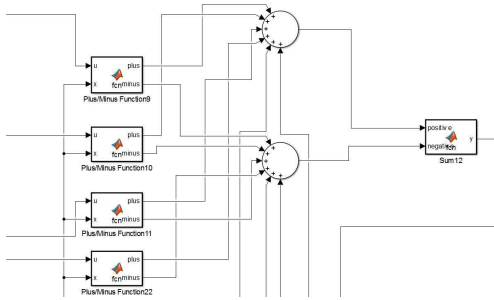 u plus
x fcn minus
Plus/Minus Function9
u plus
x fcn minus
Plus/Minus Function10
u plus
x fcn minus
Plus/Minus Function11
u plus
x fcn minus
Plus/Minus Function22
+ + + + + +
+ + + + + +
positive y
negative fcn
Sum12